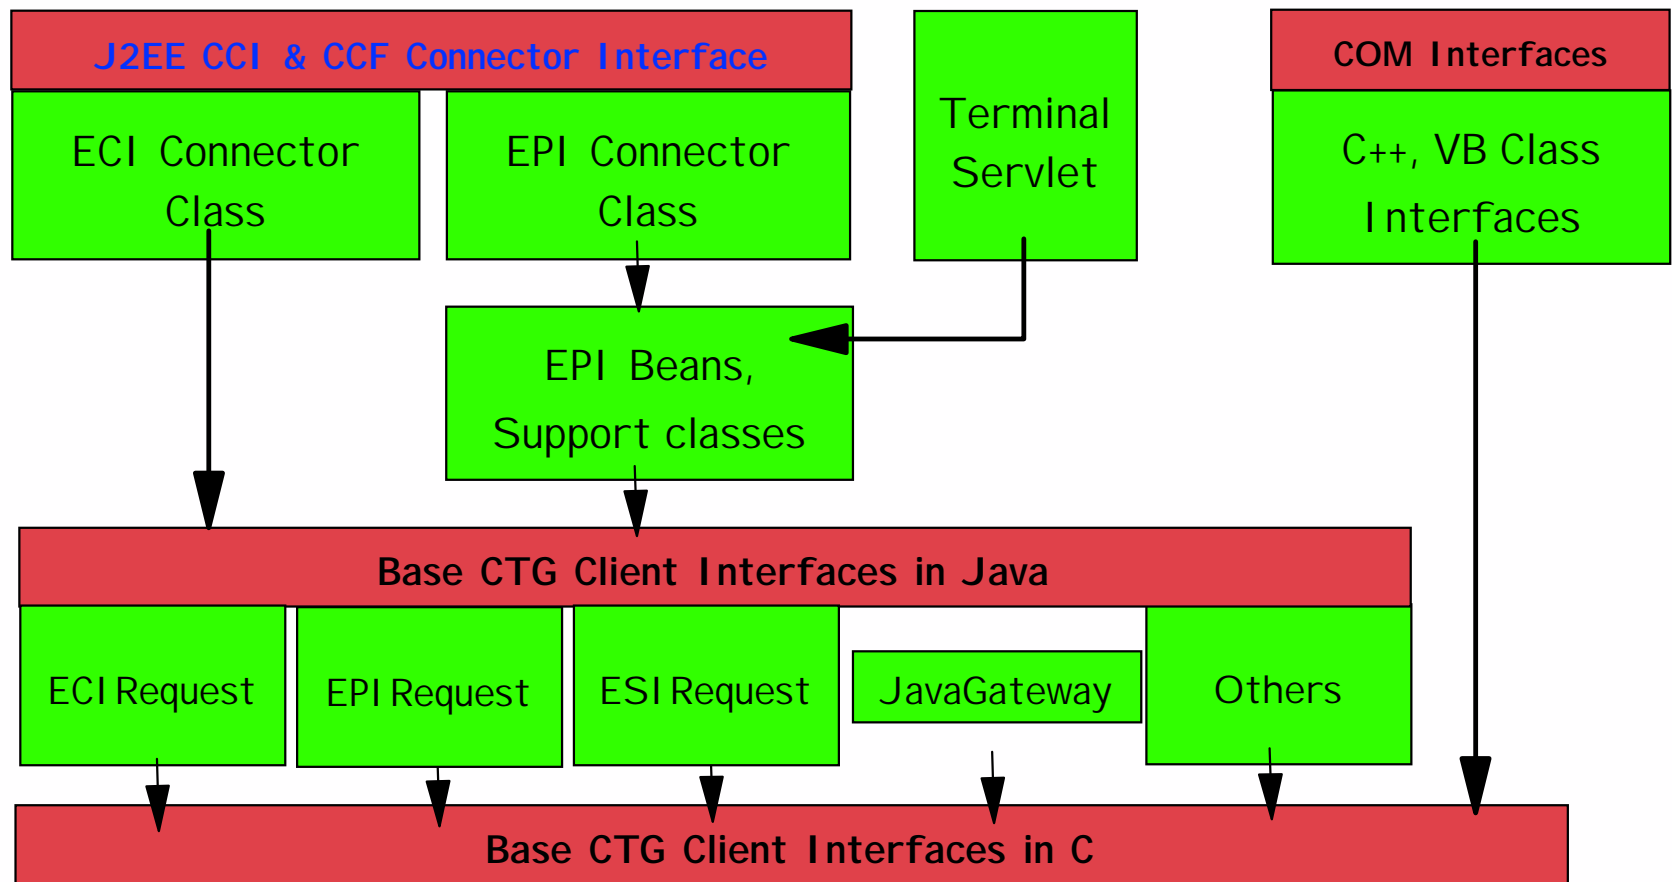 J2EE CCI & CCF Connector Interface
COM Interfaces
ECI Connector
Class
EPI Connector
Class
Terminal
Servlet
C++, VB Class
Interfaces
EPI Beans,
Support classes
Base CTG Client Interfaces in Java
ECIRequest
EPIRequest
ESIRequest
JavaGateway
Others
Base CTG Client Interfaces in C